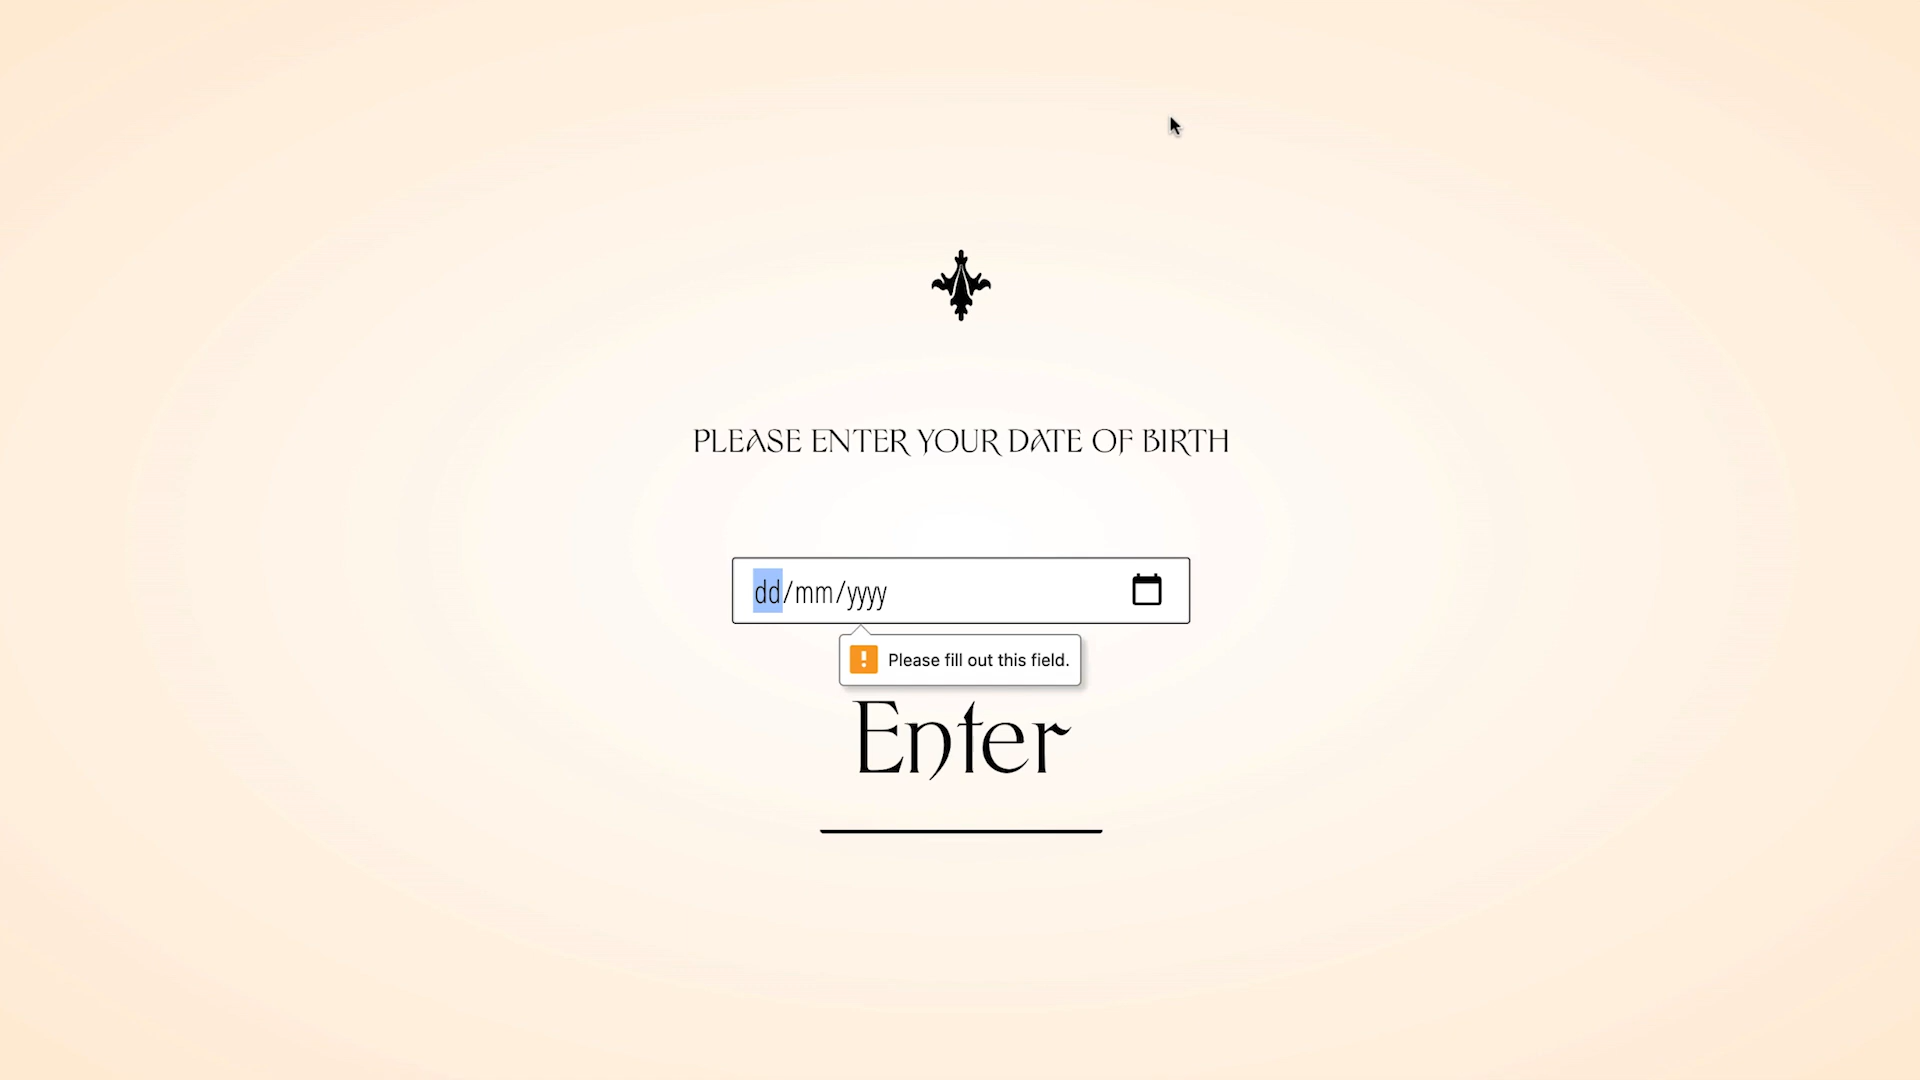 PLEASE ENTER YOUR DATE OF BIRTH
dd/mm/yyyy
Please fill out this field.
Enter